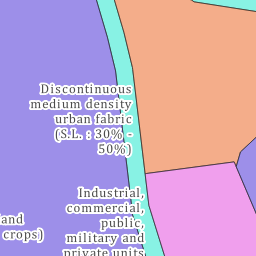 Discontinuous
medium density
urban fabric
(S.L. : 30% -
50%)
Industrial,
commercial,
public,
military and
private units
and
crops)